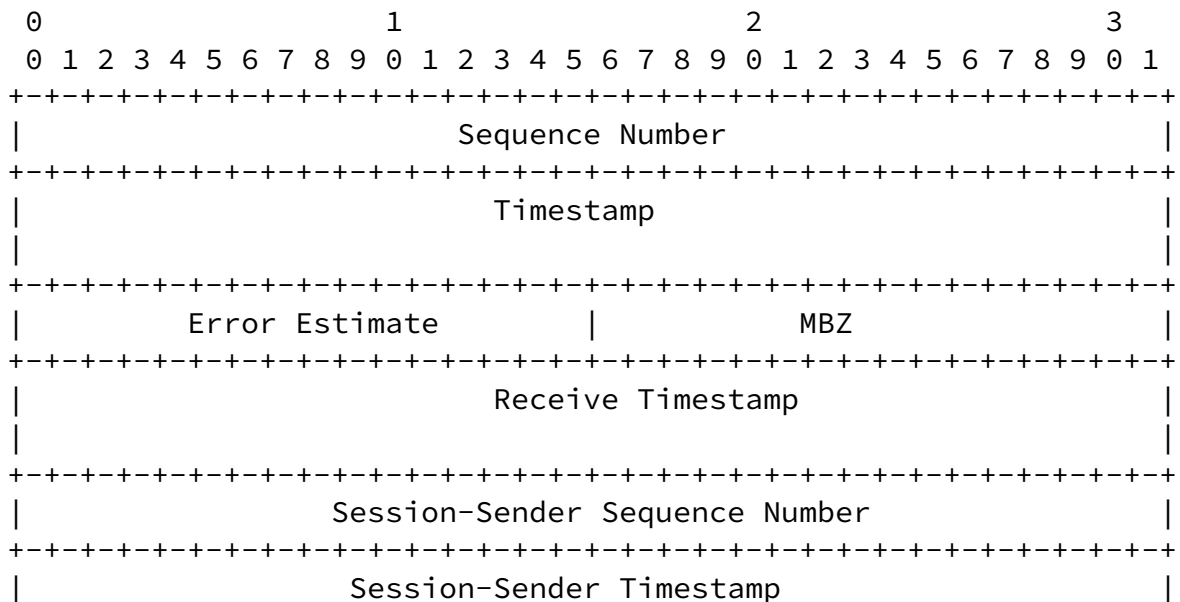 0                   1                   2                   3
 0 1 2 3 4 5 6 7 8 9 0 1 2 3 4 5 6 7 8 9 0 1 2 3 4 5 6 7 8 9 0 1
+-+-+-+-+-+-+-+-+-+-+-+-+-+-+-+-+-+-+-+-+-+-+-+-+-+-+-+-+-+-+-+-+
|                        Sequence Number                        |
+-+-+-+-+-+-+-+-+-+-+-+-+-+-+-+-+-+-+-+-+-+-+-+-+-+-+-+-+-+-+-+-+
|                          Timestamp                            |
|                                                               |
+-+-+-+-+-+-+-+-+-+-+-+-+-+-+-+-+-+-+-+-+-+-+-+-+-+-+-+-+-+-+-+-+
|         Error Estimate        |           MBZ                 |
+-+-+-+-+-+-+-+-+-+-+-+-+-+-+-+-+-+-+-+-+-+-+-+-+-+-+-+-+-+-+-+-+
|                          Receive Timestamp                    |
|                                                               |
+-+-+-+-+-+-+-+-+-+-+-+-+-+-+-+-+-+-+-+-+-+-+-+-+-+-+-+-+-+-+-+-+
|                 Session-Sender Sequence Number                |
+-+-+-+-+-+-+-+-+-+-+-+-+-+-+-+-+-+-+-+-+-+-+-+-+-+-+-+-+-+-+-+-+
|                  Session-Sender Timestamp                     |